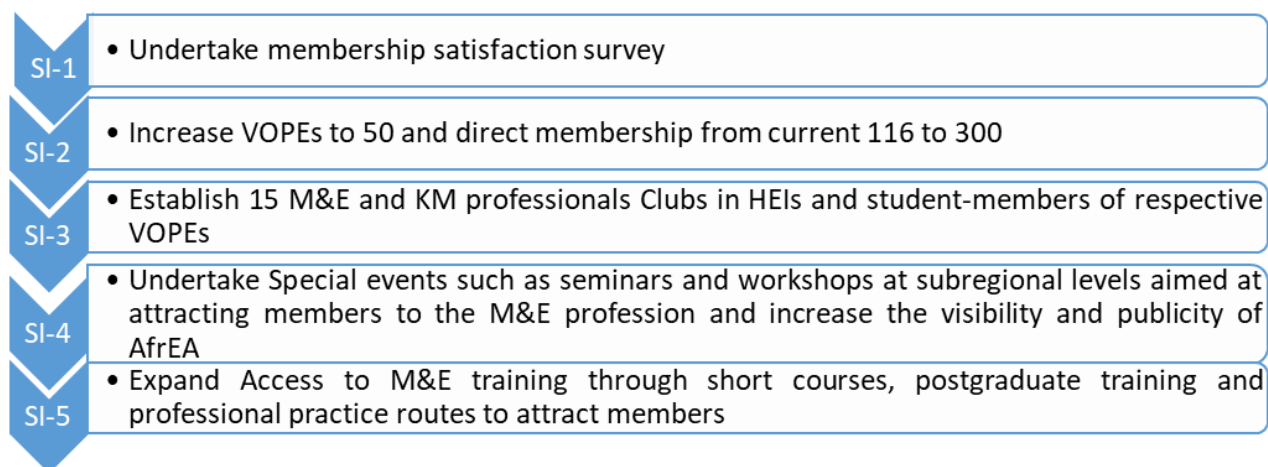 SI-1
• Undertake membership satisfaction survey
SI-2
• Increase VOPEs to 50 and direct membership from current 116 to 300
SI-3
• Establish 15 M&E and KM professionals Clubs in HEIs and student-members of respective
VOPEs
SI-4
• Undertake Special events such as seminars and workshops at subregional levels aimed at
attracting members to the M&E profession and increase the visibility and publicity of
AfrEA
SI-5
• Expand Access to M&E training through short courses, postgraduate training and
professional practice routes to attract members